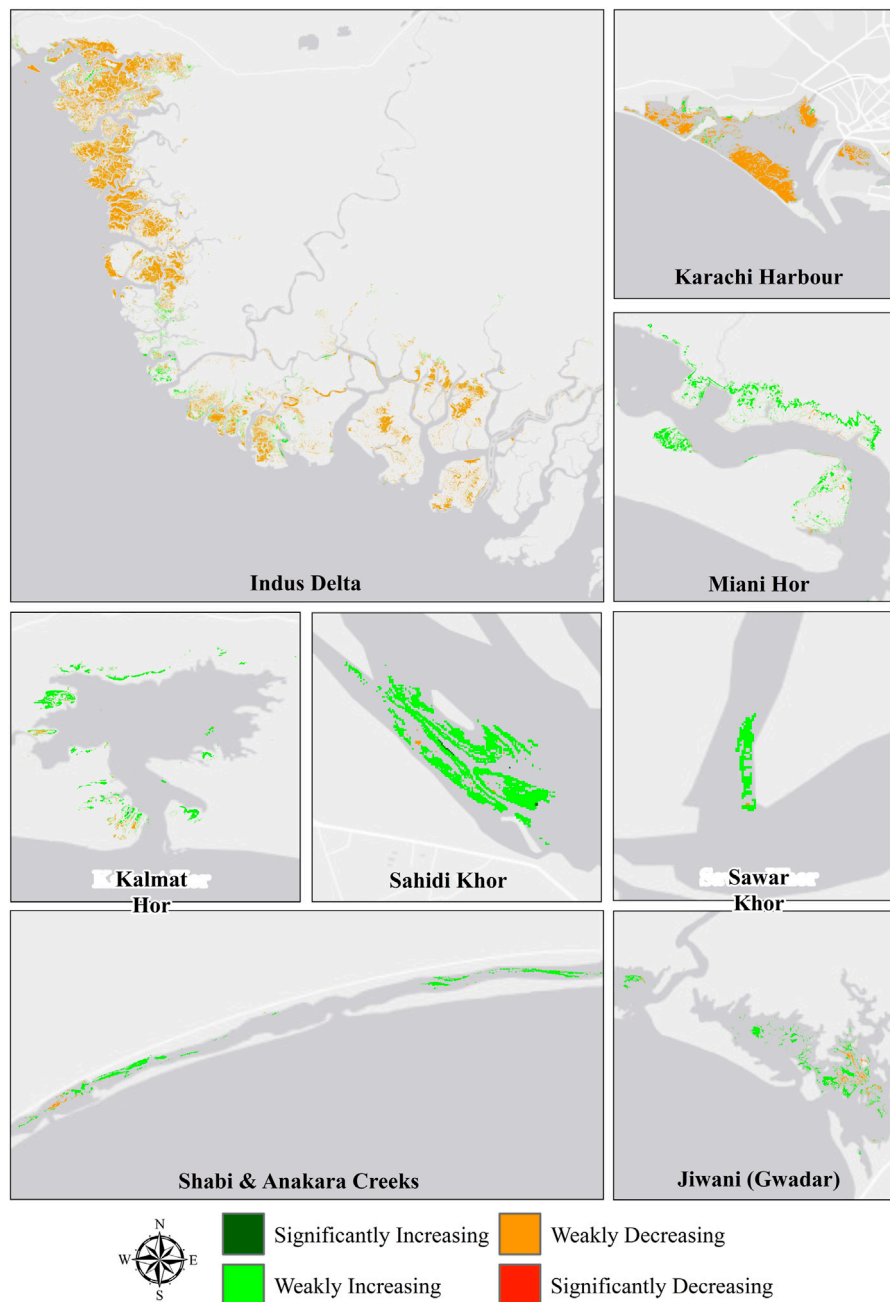 Karachi Harbour
Indus Delta
Miani Hor
Kalmat
Hor
Sahidi Khor
Sawar
Khor
Shabi & Anakara Creeks
Jiwani (Gwadar)
N
W E
S
Significantly Increasing
Weakly Decreasing
Weakly Increasing
Significantly Decreasing